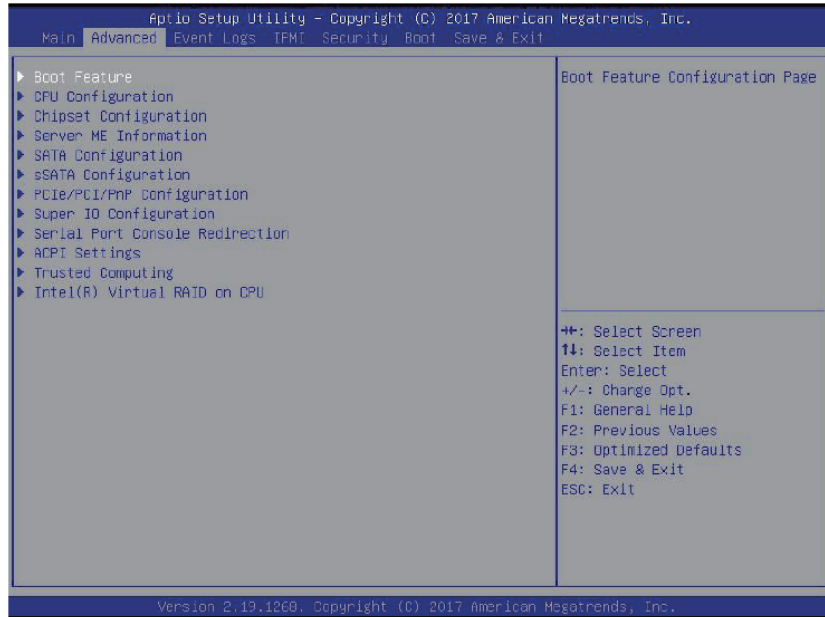 Aptio Setup Utility – Copyright (C) 2017 American Megatrends, Inc.
Main Advanced Event Logs IPMI Security Boot Save & Exit
Boot Feature
CPU Configuration
Chipset Configuration
Server ME Information
SATA Configuration
sSATA Configuration
PCIe/PCI/PnP Configuration
Super IO Configuration
Serial Port Console Redirection
ACPI Settings
Trusted Computing
Intel(R) Virtual RAID on CPU
Boot Feature Configuration Page
→←: Select Screen
↑↓: Select Item
Enter: Select
+/-: Change Opt.
F1: General Help
F2: Previous Values
F3: Optimized Defaults
F4: Save & Exit
ESC: Exit
Version 2.19.1268. Copyright (C) 2017 American Megatrends, Inc.